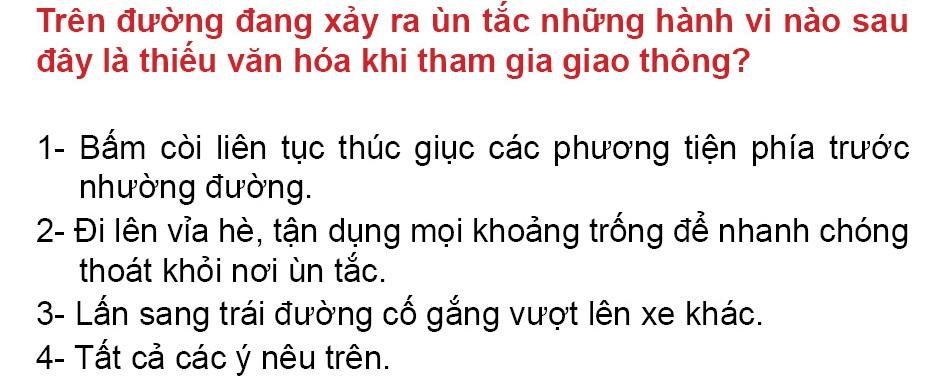 Trên đường đang xảy ra ùn tắc những hành vi nào sau
đây là thiếu văn hóa khi tham gia giao thông?
1- Bấm còi liên tục thúc giục các phương tiện phía trước
nhường đường.
2- Đi lên vỉa hè, tận dụng mọi khoảng trống để nhanh chóng
thoát khỏi nơi ùn tắc.
3- Lấn sang trái đường cố gắng vượt lên xe khác.
4- Tất cả các ý nêu trên.